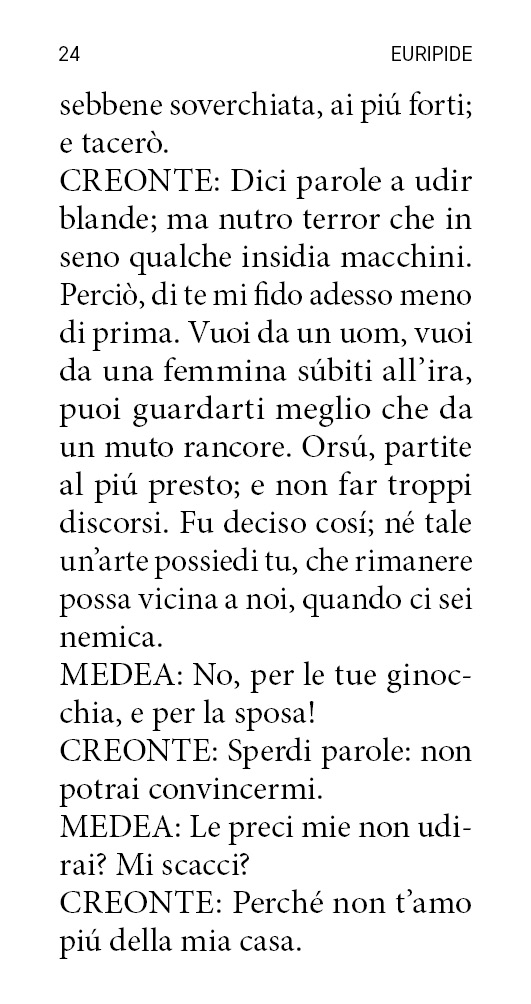 24 EURIPIDE
sebbene soverchiata, ai piú forti;
e tacerò.
CREONTE: Dici parole a udir
blande; ma nutro terror che in
seno qualche insidia macchini.
Perciò, di te mi fido adesso meno
di prima. Vuoi da un uom, vuoi
da una femmina súbiti all’ira,
puoi guardarti meglio che da
un muto rancore. Orsú, partite
al piú presto; e non far troppi
discorsi. Fu deciso cosí; né tale
un’arte possiedi tu, che rimanere
possa vicina a noi, quando ci sei
nemica.
MEDEA: No, per le tue ginoc-
chia, e per la sposa!
CREONTE: Sperdi parole: non
potrai convincermi.
MEDEA: Le preci mie non udi-
rai? Mi scacci?
CREONTE: Perché non t’amo
piú della mia casa.